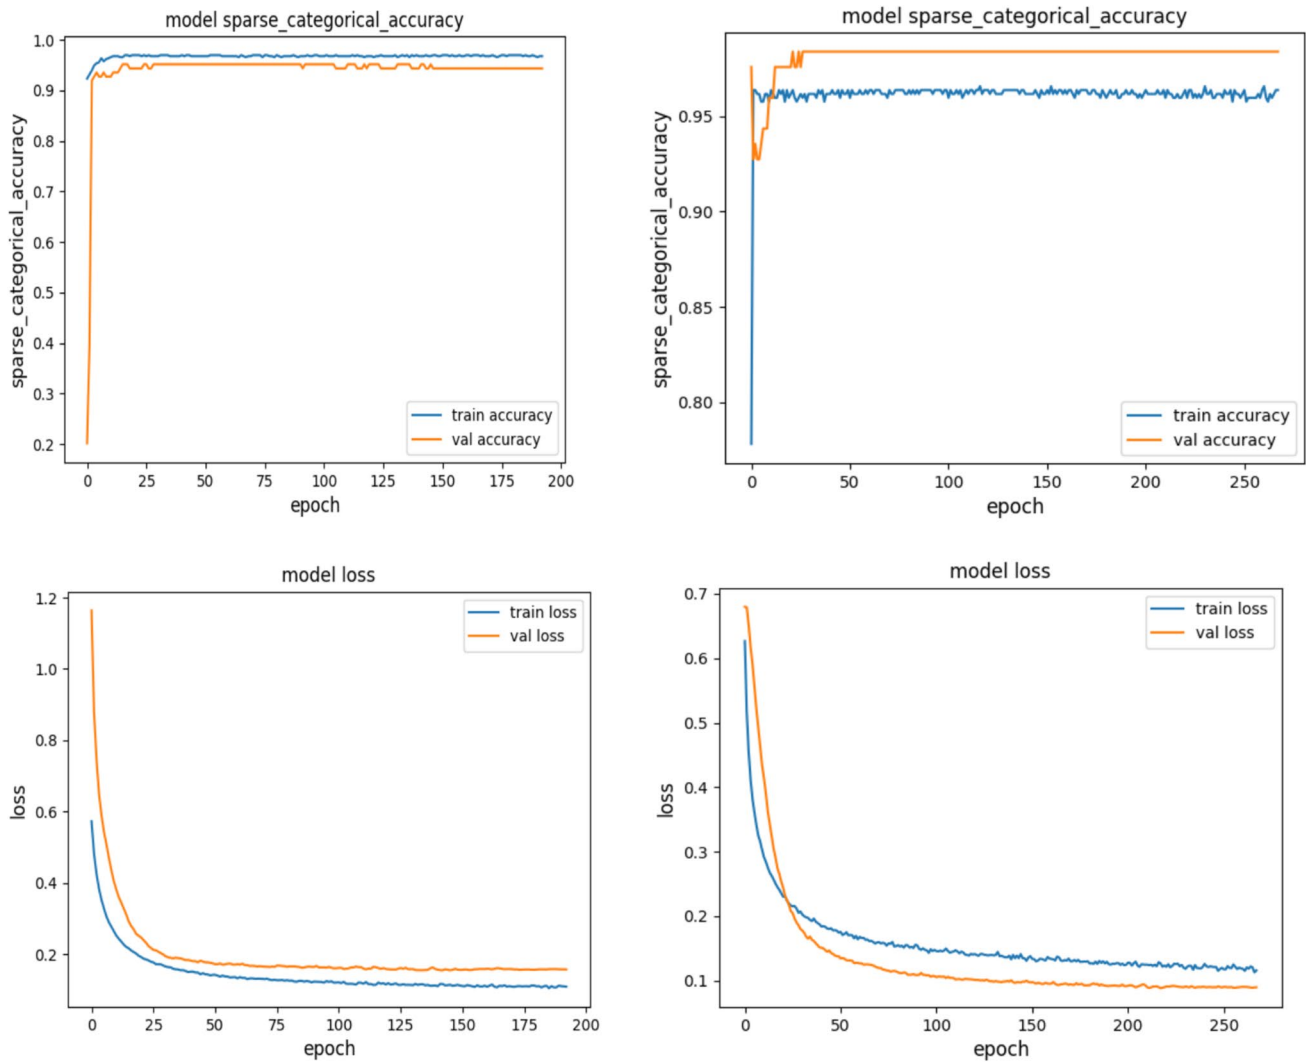 model sparse_categorical_accuracy
1.0
0.9
0.8
0.7
0.6
0.5
0.4
0.3
0.2
sparse_categorical_accuracy
train accuracy
val accuracy
0 25 50 75 100 125 150 175 200
epoch
model sparse_categorical_accuracy
0.95
0.90
0.85
0.80
sparse_categorical_accuracy
train accuracy
val accuracy
0 50 100 150 200 250
epoch
model loss
1.2
1.0
0.8
0.6
0.4
0.2
loss
train loss
val loss
0 25 50 75 100 125 150 175 200
epoch
model loss
0.7
0.6
0.5
0.4
0.3
0.2
0.1
loss
train loss
val loss
0 50 100 150 200 250
epoch